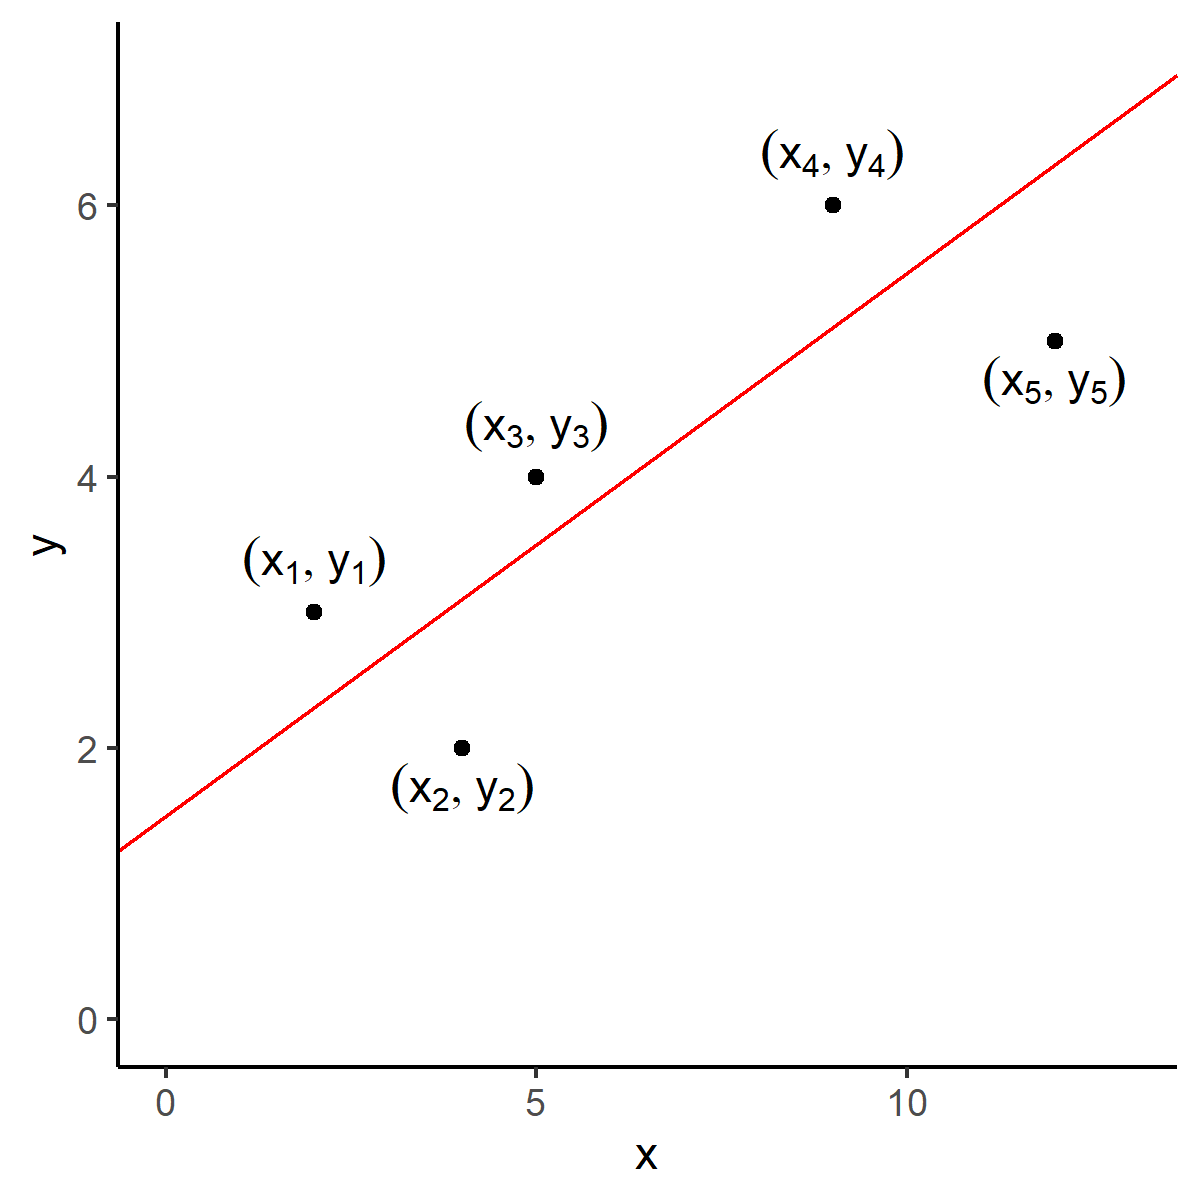 (x₄, y₄)
6
(x₅, y₅)
(x₃, y₃)
4
(x₁, y₁)
y
2
(x₂, y₂)
0
0 5 10
x